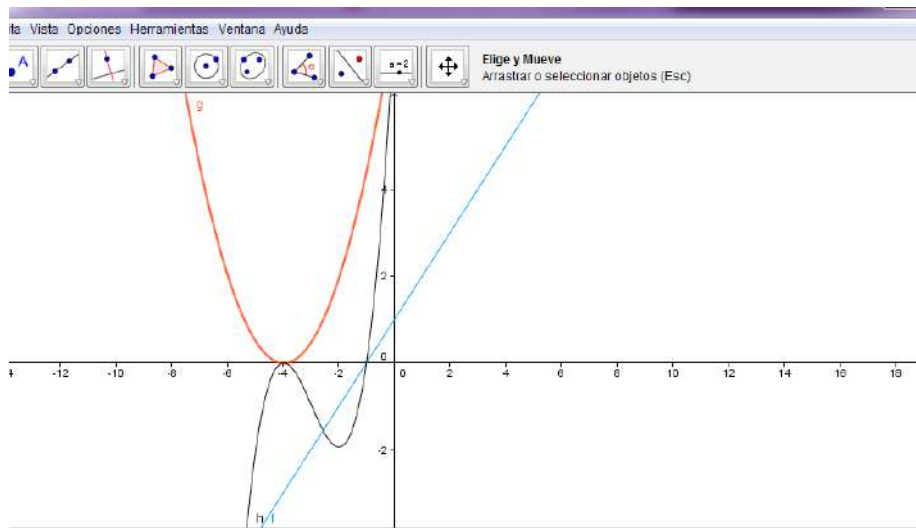 ita Vista Opciones Herramientas Ventana Ayuda
A
a=2
Elige y Mueve
Arrastrar o seleccionar objetos (Esc)
g
4
2
0
4 -12 -10 -8 -6 -4 -2 0 2 4 6 8 10 12 14 16 18
-2
h f